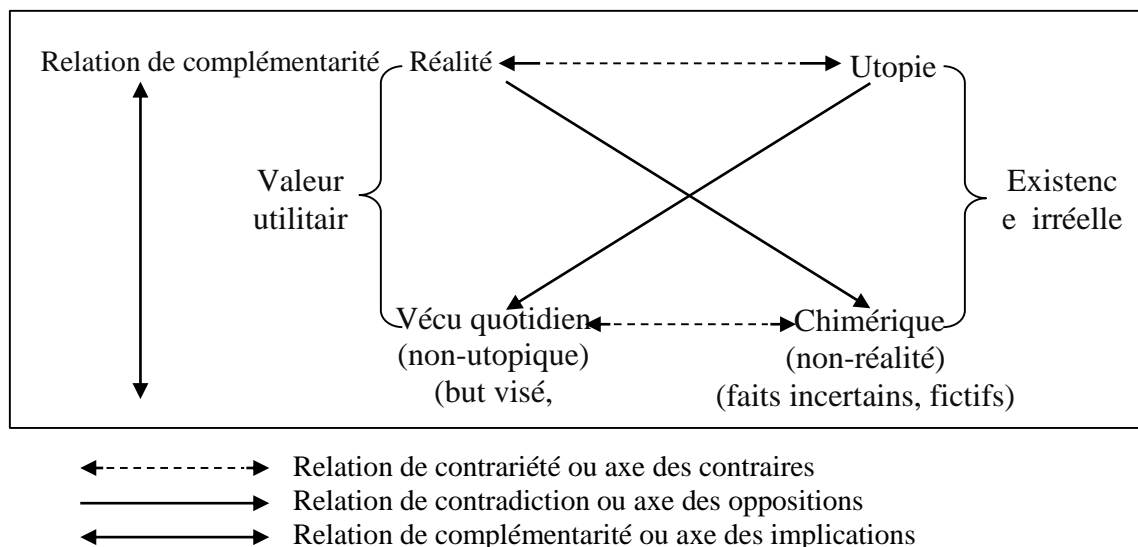 Relation de complémentarité Réalité Utopie
Valeur
utilitair
Existenc
e irréelle
Vécu quotidien Chimérique
(non-utopique) (non-réalité)
(but visé, (faits incertains, fictifs)
Relation de contrariété ou axe des contraires
Relation de contradiction ou axe des oppositions
Relation de complémentarité ou axe des implications